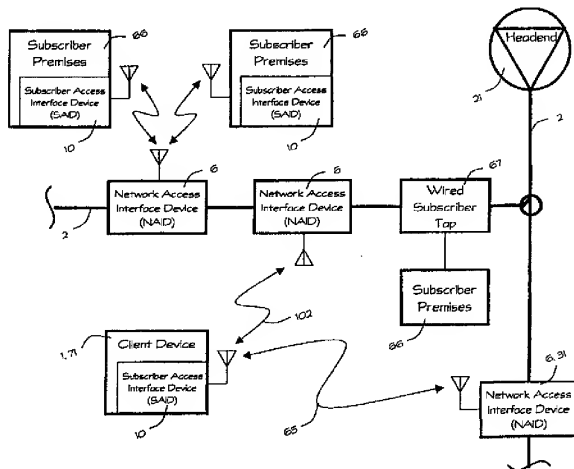 Subscriber
Premises
Subscriber Access
Interface Device
(SAID)
66
10
Subscriber
Premises
Subscriber Access
Interface Device
(SAID)
66
10
Headend
21
2
6
Network Access
Interface Device
(NAID)
2
6
Network Access
Interface Device
(NAID)
67
Wired
Subscriber
Tap
Subscriber
Premises
66
102
1,71
Client Device
Subscriber Access
Interface Device
(SAID)
10
65
6,91
Network Access
Interface Device
(NAID)